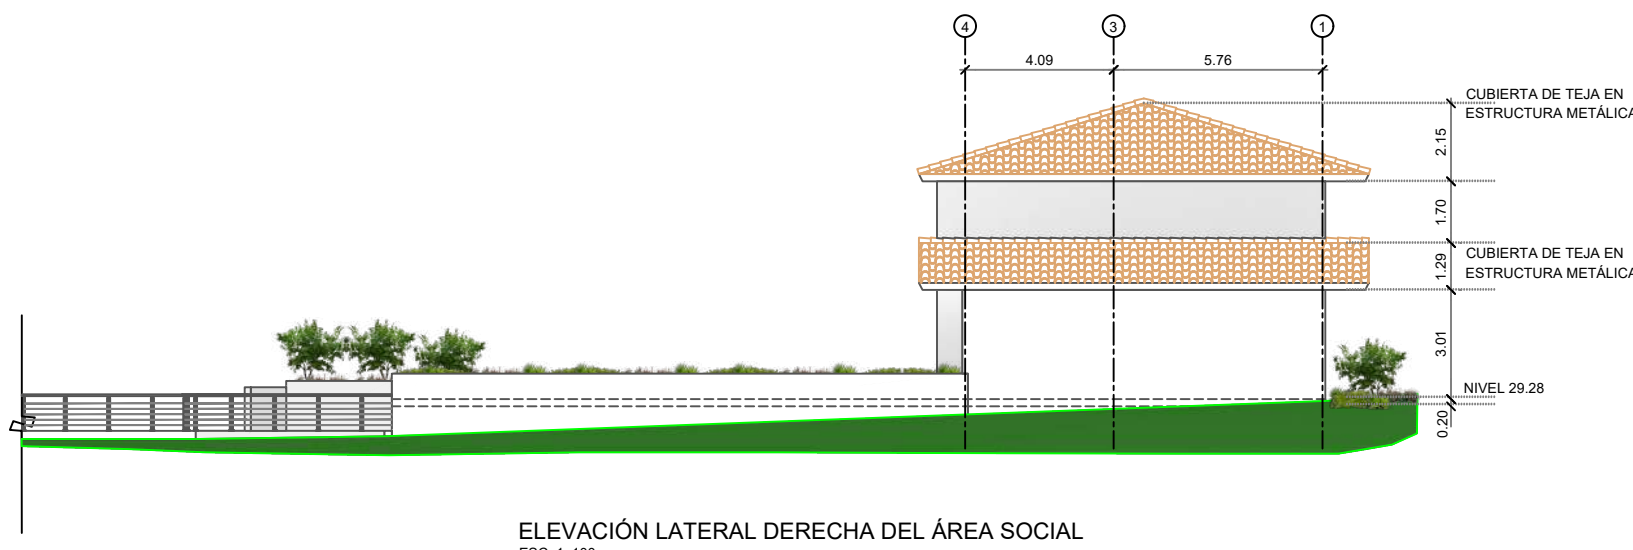 4
3
1
4.09
5.76
CUBIERTA DE TEJA EN
ESTRUCTURA METÁLICA
2.15
1.70
CUBIERTA DE TEJA EN
ESTRUCTURA METÁLICA
1.29
3.01
NIVEL 29.28
0.20
ELEVACIÓN LATERAL DERECHA DEL ÁREA SOCIAL